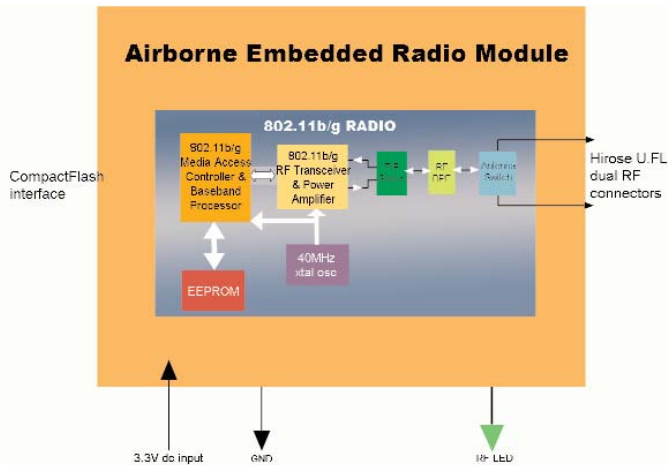 Airborne Embedded Radio Module
802.11b/g RADIO
802.11b/g
Media Access
Controller &
Baseband
Processor
802.11b/g
RF Transceiver
& Power
Amplifier
RF
Antenna
Switch
CompactFlash
interface
Hirose U.FL
dual RF
connectors
40MHz
xtal osc
EEPROM
3.3V dc input
GND
RF LED